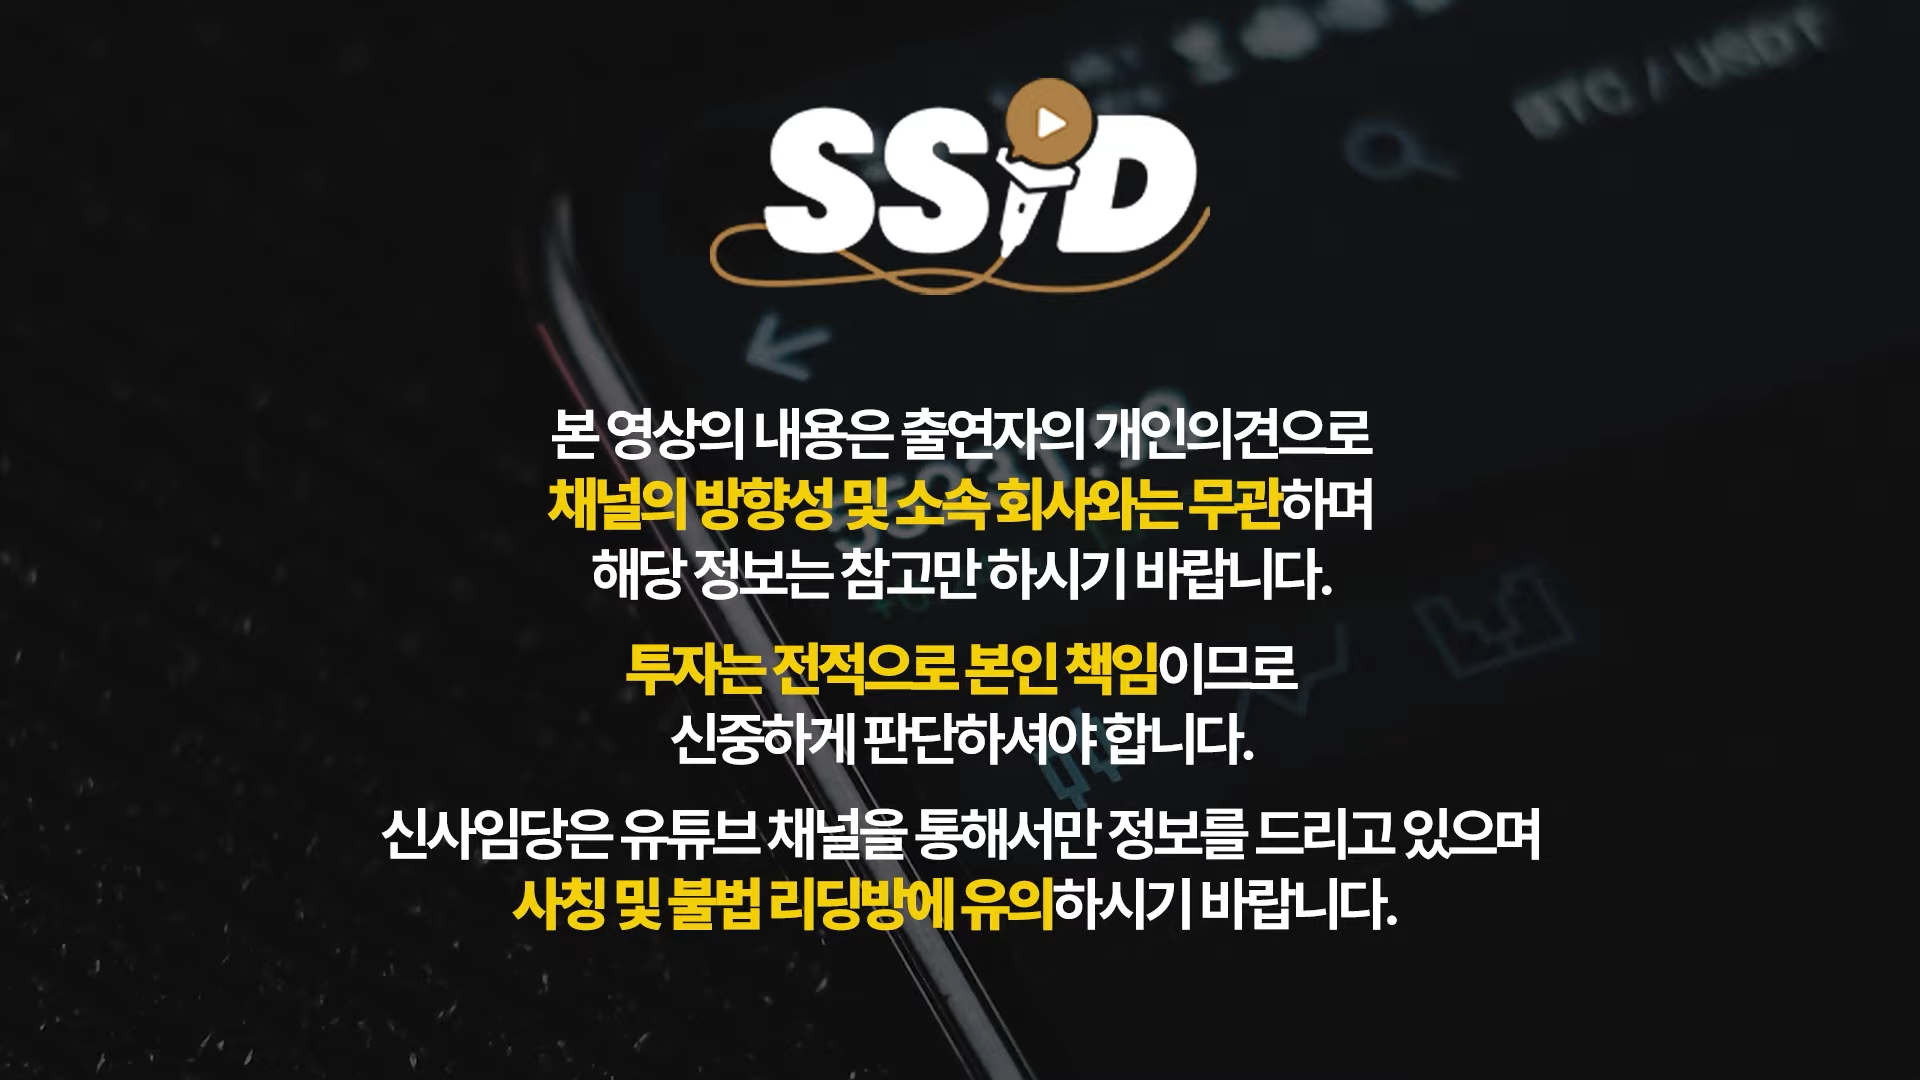 SSID
BTC / USDT
본 영상의 내용은 출연자의 개인의견으로
채널의 방향성 및 소속 회사와는 무관하며
해당 정보는 참고만 하시기 바랍니다.
투자는 전적으로 본인 책임이므로
신중하게 판단하셔야 합니다.
신사임당은 유튜브 채널을 통해서만 정보를 드리고 있으며
사칭 및 불법 리딩방에 유의하시기 바랍니다.